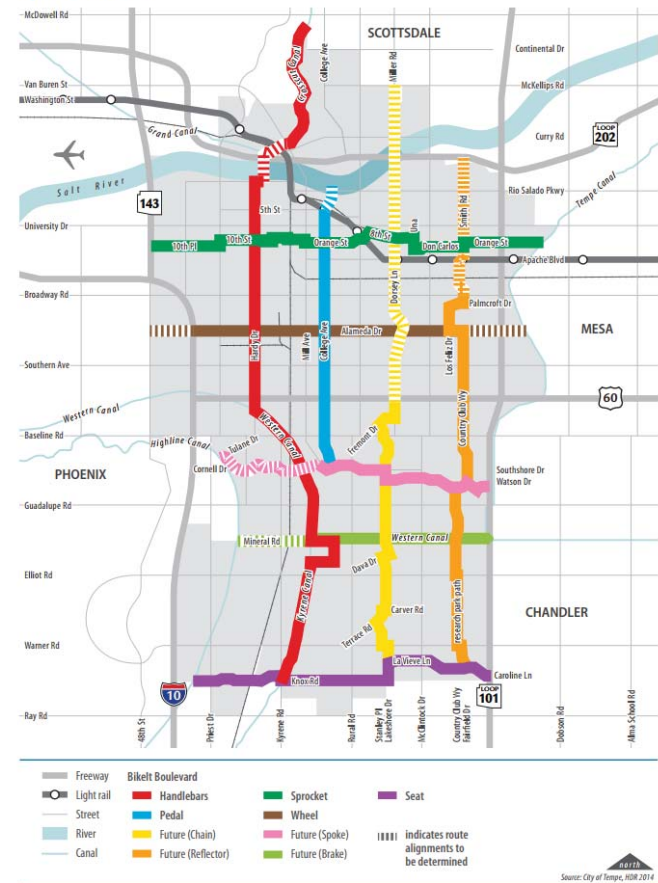 McDowell Rd
SCOTTSDALE
Continental Dr
Crosscut Canal
College Ave
Miller Rd
Van Buren St
Washington St
McKellips Rd
Grand Canal
Curry Rd
LOOP
202
Salt River
143
Rio Salado Pkwy
Tempe Canal
5th St
Smith Rd
University Dr
10th Pl
10th St
Orange St
8th St
Una
Don Carlos
Orange St
Apache Blvd
Dorsey Ln
Broadway Rd
Palmcroft Dr
Hardy Dr
Mill Ave
College Ave
Alameda Dr
Los Feliz Dr
MESA
Southern Ave
Country Club Wy
60
Western Canal
Western Canal
Baseline Rd
Highline Canal
Tulane Dr
Fremont Dr
PHOENIX
Cornell Dr
Southshore Dr
Watson Dr
Guadalupe Rd
Mineral Rd
Western Canal
Elliot Rd
Dava Dr
Kyrene Canal
research park path
Carver Rd
CHANDLER
Terrace Rd
Warner Rd
La Vieve Ln
Caroline Ln
INTERSTATE
10
Knox Rd
LOOP
101
Ray Rd
48th St
Priest Dr
Kyrene Rd
Rural Rd
Stanley Pl
Lakeshore Dr
McClintock Dr
Country Club Wy
Fairfield Dr
Dobson Rd
Alma School Rd
Freeway
Light rail
Street
River
Canal
BikeIt Boulevard
Handlebars
Pedal
Future (Chain)
Future (Reflector)
Sprocket
Wheel
Future (Spoke)
Future (Brake)
Seat
indicates route
alignments to
be determined
north
Source: City of Tempe, HDR 2014